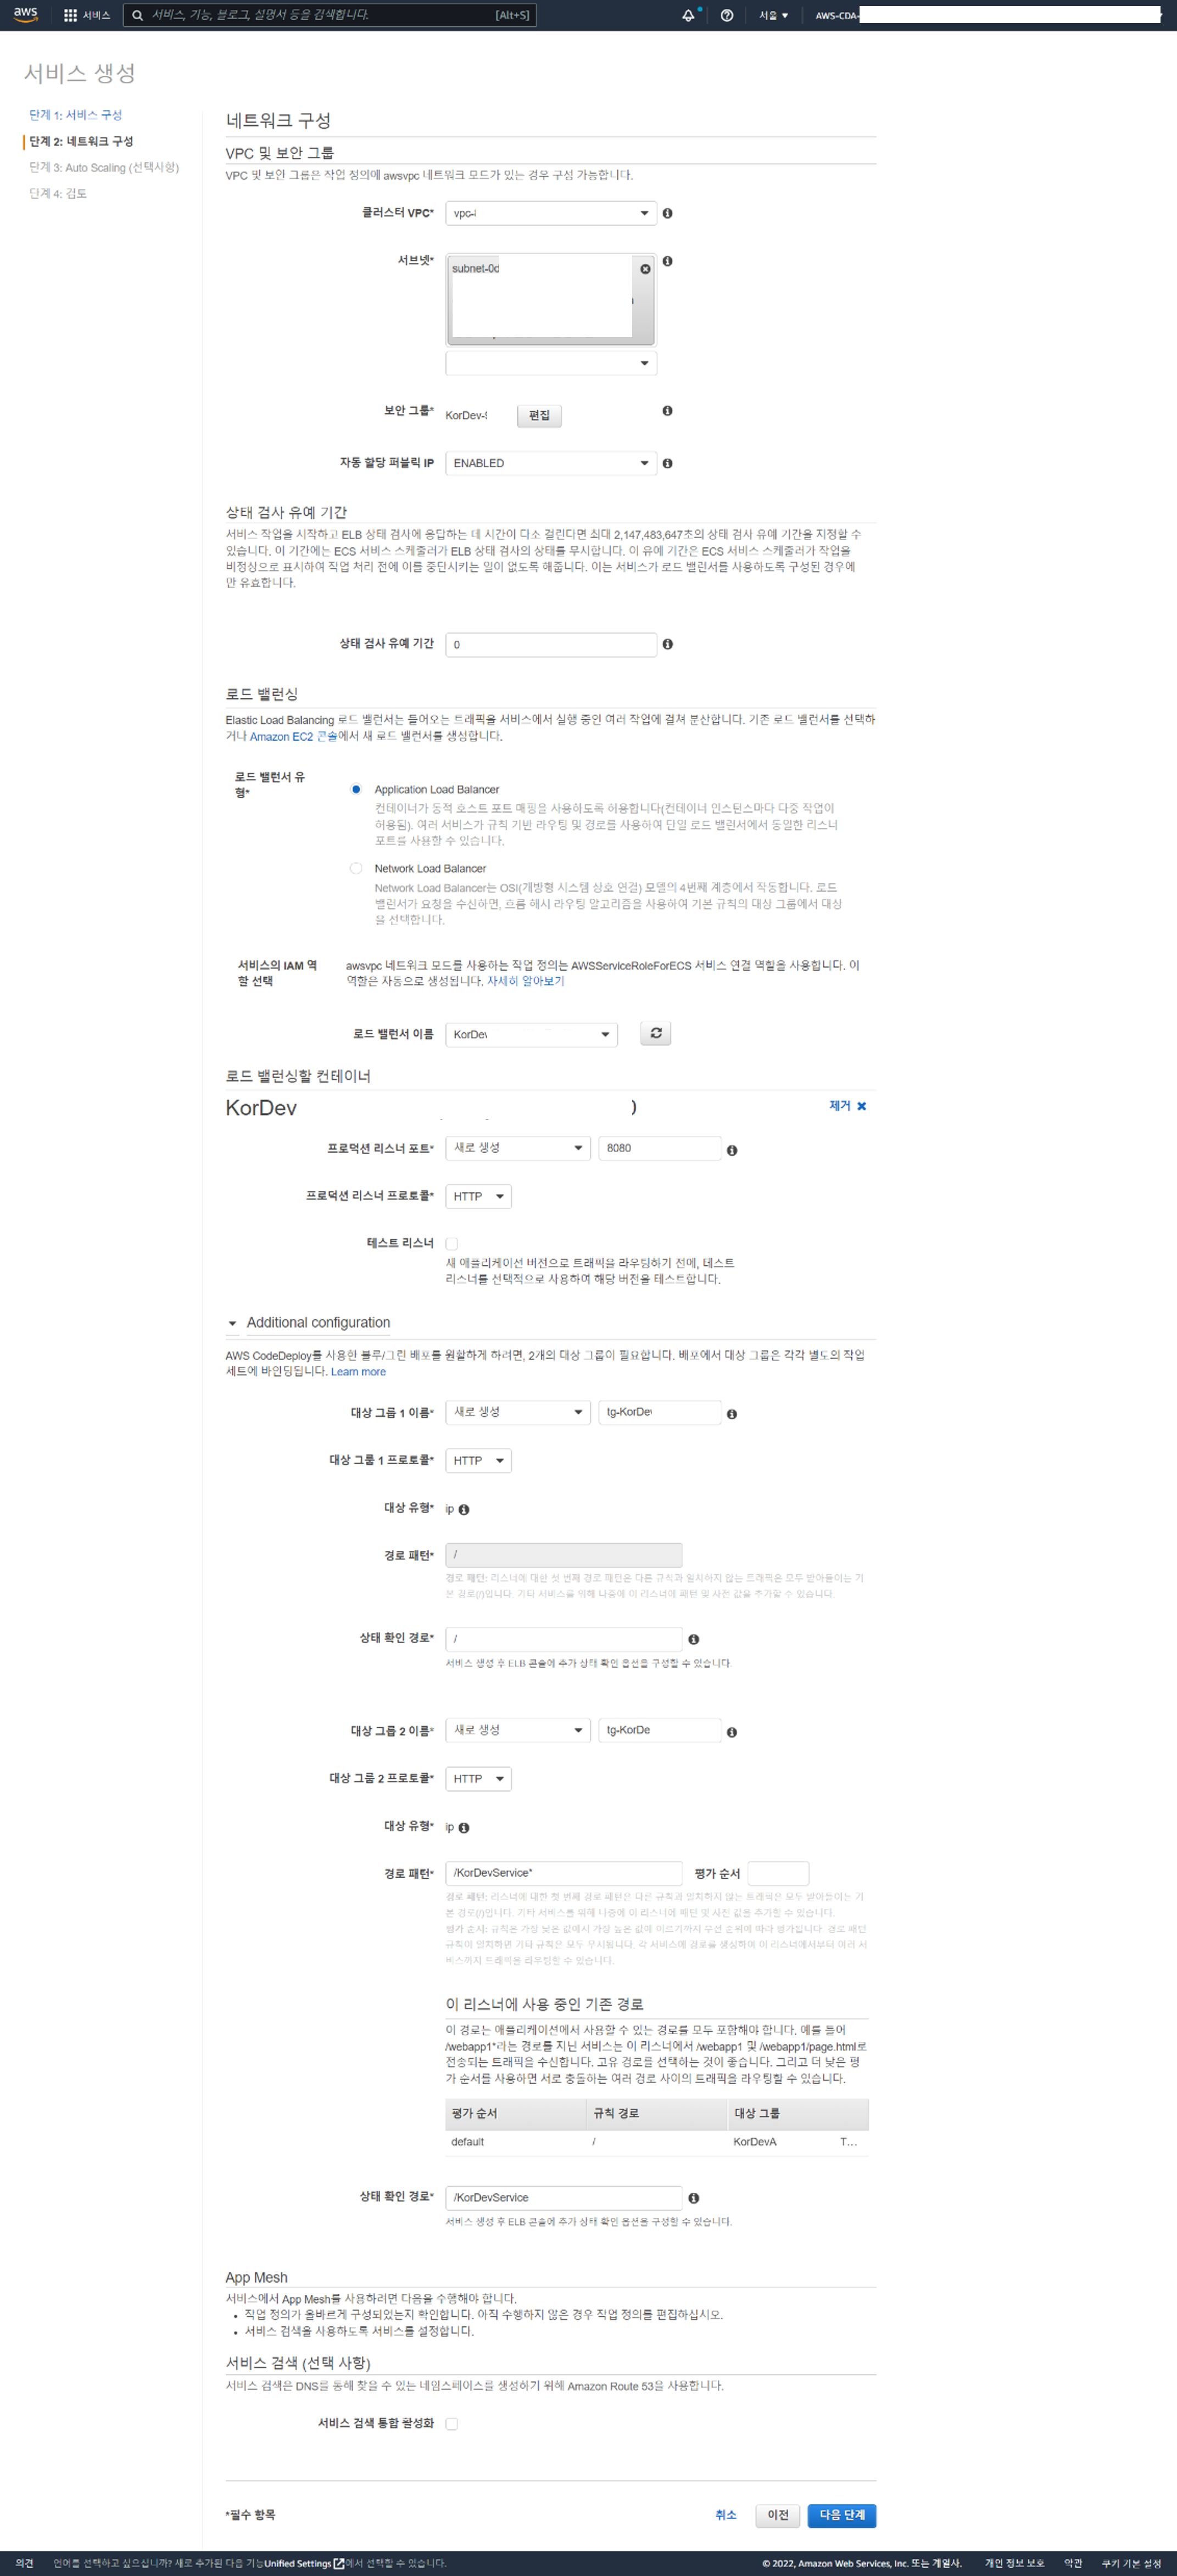 aws
서비스
서비스, 기능, 블로그, 설명서 등을 검색합니다.
[Alt+S]
서울
AWS-CDA-
서비스 생성
단계 1: 서비스 구성
단계 2: 네트워크 구성
단계 3: Auto Scaling (선택사항)
단계 4: 검토
네트워크 구성
VPC 및 보안 그룹
VPC 및 보안 그룹은 작업 정의에 awsvpc 네트워크 모드가 있는 경우 구성 가능합니다.
클러스터 VPC*
vpc-
서브넷*
subnet-0c
보안 그룹*
KorDev-
편집
자동 할당 퍼블릭 IP
ENABLED
상태 검사 유예 기간
서비스 작업을 시작하고 ELB 상태 검사에 응답하는 데 시간이 다소 걸린다면 최대 2,147,483,647초의 상태 검사 유예 기간을 지정할 수
있습니다. 이 기간에는 ECS 서비스 스케줄러가 ELB 상태 검사의 상태를 무시합니다. 이 유예 기간은 ECS 서비스 스케줄러가 작업을
비정상으로 표시하여 작업 처리 전에 이를 중단시키는 일이 없도록 해줍니다. 이는 서비스가 로드 밸런서를 사용하도록 구성된 경우에
만 유효합니다.
상태 검사 유예 기간
0
로드 밸런싱
Elastic Load Balancing 로드 밸런서는 들어오는 트래픽을 서비스에서 실행 중인 여러 작업에 걸쳐 분산합니다. 기존 로드 밸런서를 선택하
거나 Amazon EC2 콘솔에서 새 로드 밸런서를 생성합니다.
로드 밸런서 유
형*
Application Load Balancer
컨테이너가 동적 호스트 포트 매핑을 사용하도록 허용합니다(컨테이너 인스턴스마다 다중 작업이
허용됨). 여러 서비스가 규칙 기반 라우팅 및 경로를 사용하여 단일 로드 밸런서에서 동일한 리스너
포트를 사용할 수 있습니다.
Network Load Balancer
Network Load Balancer는 OSI(개방형 시스템 상호 연결) 모델의 4번째 계층에서 작동합니다. 로드
밸런서가 요청을 수신하면, 흐름 해시 라우팅 알고리즘을 사용하여 기본 규칙의 대상 그룹에서 대상
을 선택합니다.
서비스의 IAM 역
할 선택
awsvpc 네트워크 모드를 사용하는 작업 정의는 AWSServiceRoleForECS 서비스 연결 역할을 사용합니다. 이
역할은 자동으로 생성됩니다. 자세히 알아보기
로드 밸런서 이름
KorDev
로드 밸런싱할 컨테이너
KorDev )
제거
프로덕션 리스너 포트*
새로 생성
8080
프로덕션 리스너 프로토콜*
HTTP
테스트 리스너
새 애플리케이션 버전으로 트래픽을 라우팅하기 전에, 테스트
리스너를 선택적으로 사용하여 해당 버전을 테스트합니다.
Additional configuration
AWS CodeDeploy를 사용한 블루/그린 배포를 원활하게 하려면, 2개의 대상 그룹이 필요합니다. 배포에서 대상 그룹은 각각 별도의 작업
세트에 바인딩됩니다. Learn more
대상 그룹 1 이름*
새로 생성
tg-KorDev
대상 그룹 1 프로토콜*
HTTP
대상 유형*
ip
경로 패턴*
/
경로 패턴: 리스너에 대한 첫 번째 경로 패턴은 다른 규칙과 일치하지 않는 트래픽은 모두 받아들이는 기
본 경로(/)입니다. 기타 서비스를 위해 나중에 이 리스너에 패턴 및 사전 값을 추가할 수 있습니다.
상태 확인 경로*
/
서비스 생성 후 ELB 콘솔에 추가 상태 확인 옵션을 구성할 수 있습니다.
대상 그룹 2 이름*
새로 생성
tg-KorDe
대상 그룹 2 프로토콜*
HTTP
대상 유형*
ip
경로 패턴*
/KorDevService*
평가 순서
경로 패턴: 리스너에 대한 첫 번째 경로 패턴은 다른 규칙과 일치하지 않는 트래픽은 모두 받아들이는 기
본 경로(/)입니다. 기타 서비스를 위해 나중에 이 리스너에 패턴 및 사전 값을 추가할 수 있습니다.
평가 순서: 규칙은 가장 낮은 값에서 가장 높은 값에 이르기까지 우선 순위에 따라 평가됩니다. 경로 패턴
규칙이 일치하면 기타 규칙은 모두 무시됩니다. 각 서비스에 경로를 생성하여 이 리스너에서부터 여러 서
비스까지 트래픽을 라우팅할 수 있습니다.
이 리스너에 사용 중인 기존 경로
이 경로는 애플리케이션에서 사용할 수 있는 경로를 모두 포함해야 합니다. 예를 들어
/webapp1*라는 경로를 지닌 서비스는 이 리스너에서 /webapp1 및 /webapp1/page.html로
전송되는 트래픽을 수신합니다. 고유 경로를 선택하는 것이 좋습니다. 그리고 더 낮은 평
가 순서를 사용하면 서로 충돌하는 여러 경로 사이의 트래픽을 라우팅할 수 있습니다.
평가 순서 규칙 경로 대상 그룹
default / KorDevA T...
상태 확인 경로*
/KorDevService
서비스 생성 후 ELB 콘솔에 추가 상태 확인 옵션을 구성할 수 있습니다.
App Mesh
서비스에서 App Mesh를 사용하려면 다음을 수행해야 합니다.
• 작업 정의가 올바르게 구성되었는지 확인합니다. 아직 수행하지 않은 경우 작업 정의를 편집하십시오.
• 서비스 검색을 사용하도록 서비스를 설정합니다.
서비스 검색 (선택 사항)
서비스 검색은 DNS를 통해 찾을 수 있는 네임스페이스를 생성하기 위해 Amazon Route 53을 사용합니다.
서비스 검색 통합 활성화
*필수 항목
취소
이전
다음 단계
의견
언어를 선택하고 싶으십니까? 새로 추가된 다음 기능Unified Settings에서 선택할 수 있습니다.
© 2022, Amazon Web Services, Inc. 또는 계열사.
개인 정보 보호
약관
쿠키 기본 설정